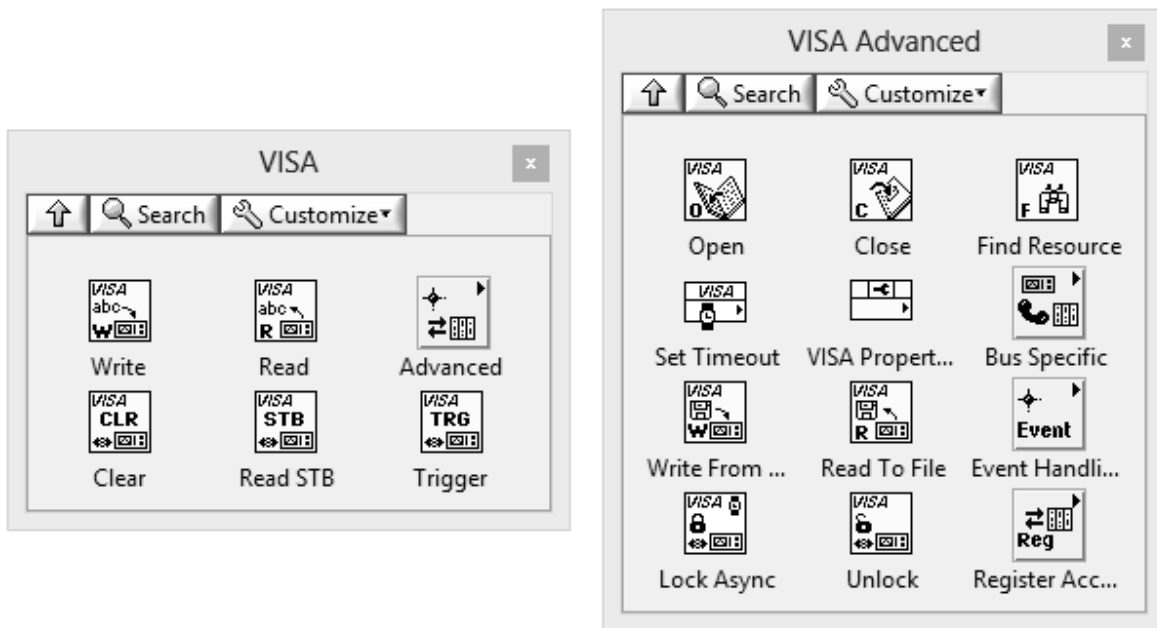 VISA
x
Search Customize
VISA
abc
W
VISA
abc
R
Write Read Advanced
VISA
CLR
VISA
STB
VISA
TRG
Clear Read STB Trigger
VISA Advanced
x
Search Customize
VISA
O
VISA
C
VISA
F
Open Close Find Resource
VISA
Set Timeout VISA Propert... Bus Specific
VISA
W
VISA
R
Event
Write From ... Read To File Event Handli...
VISA
VISA
Reg
Lock Async Unlock Register Acc...